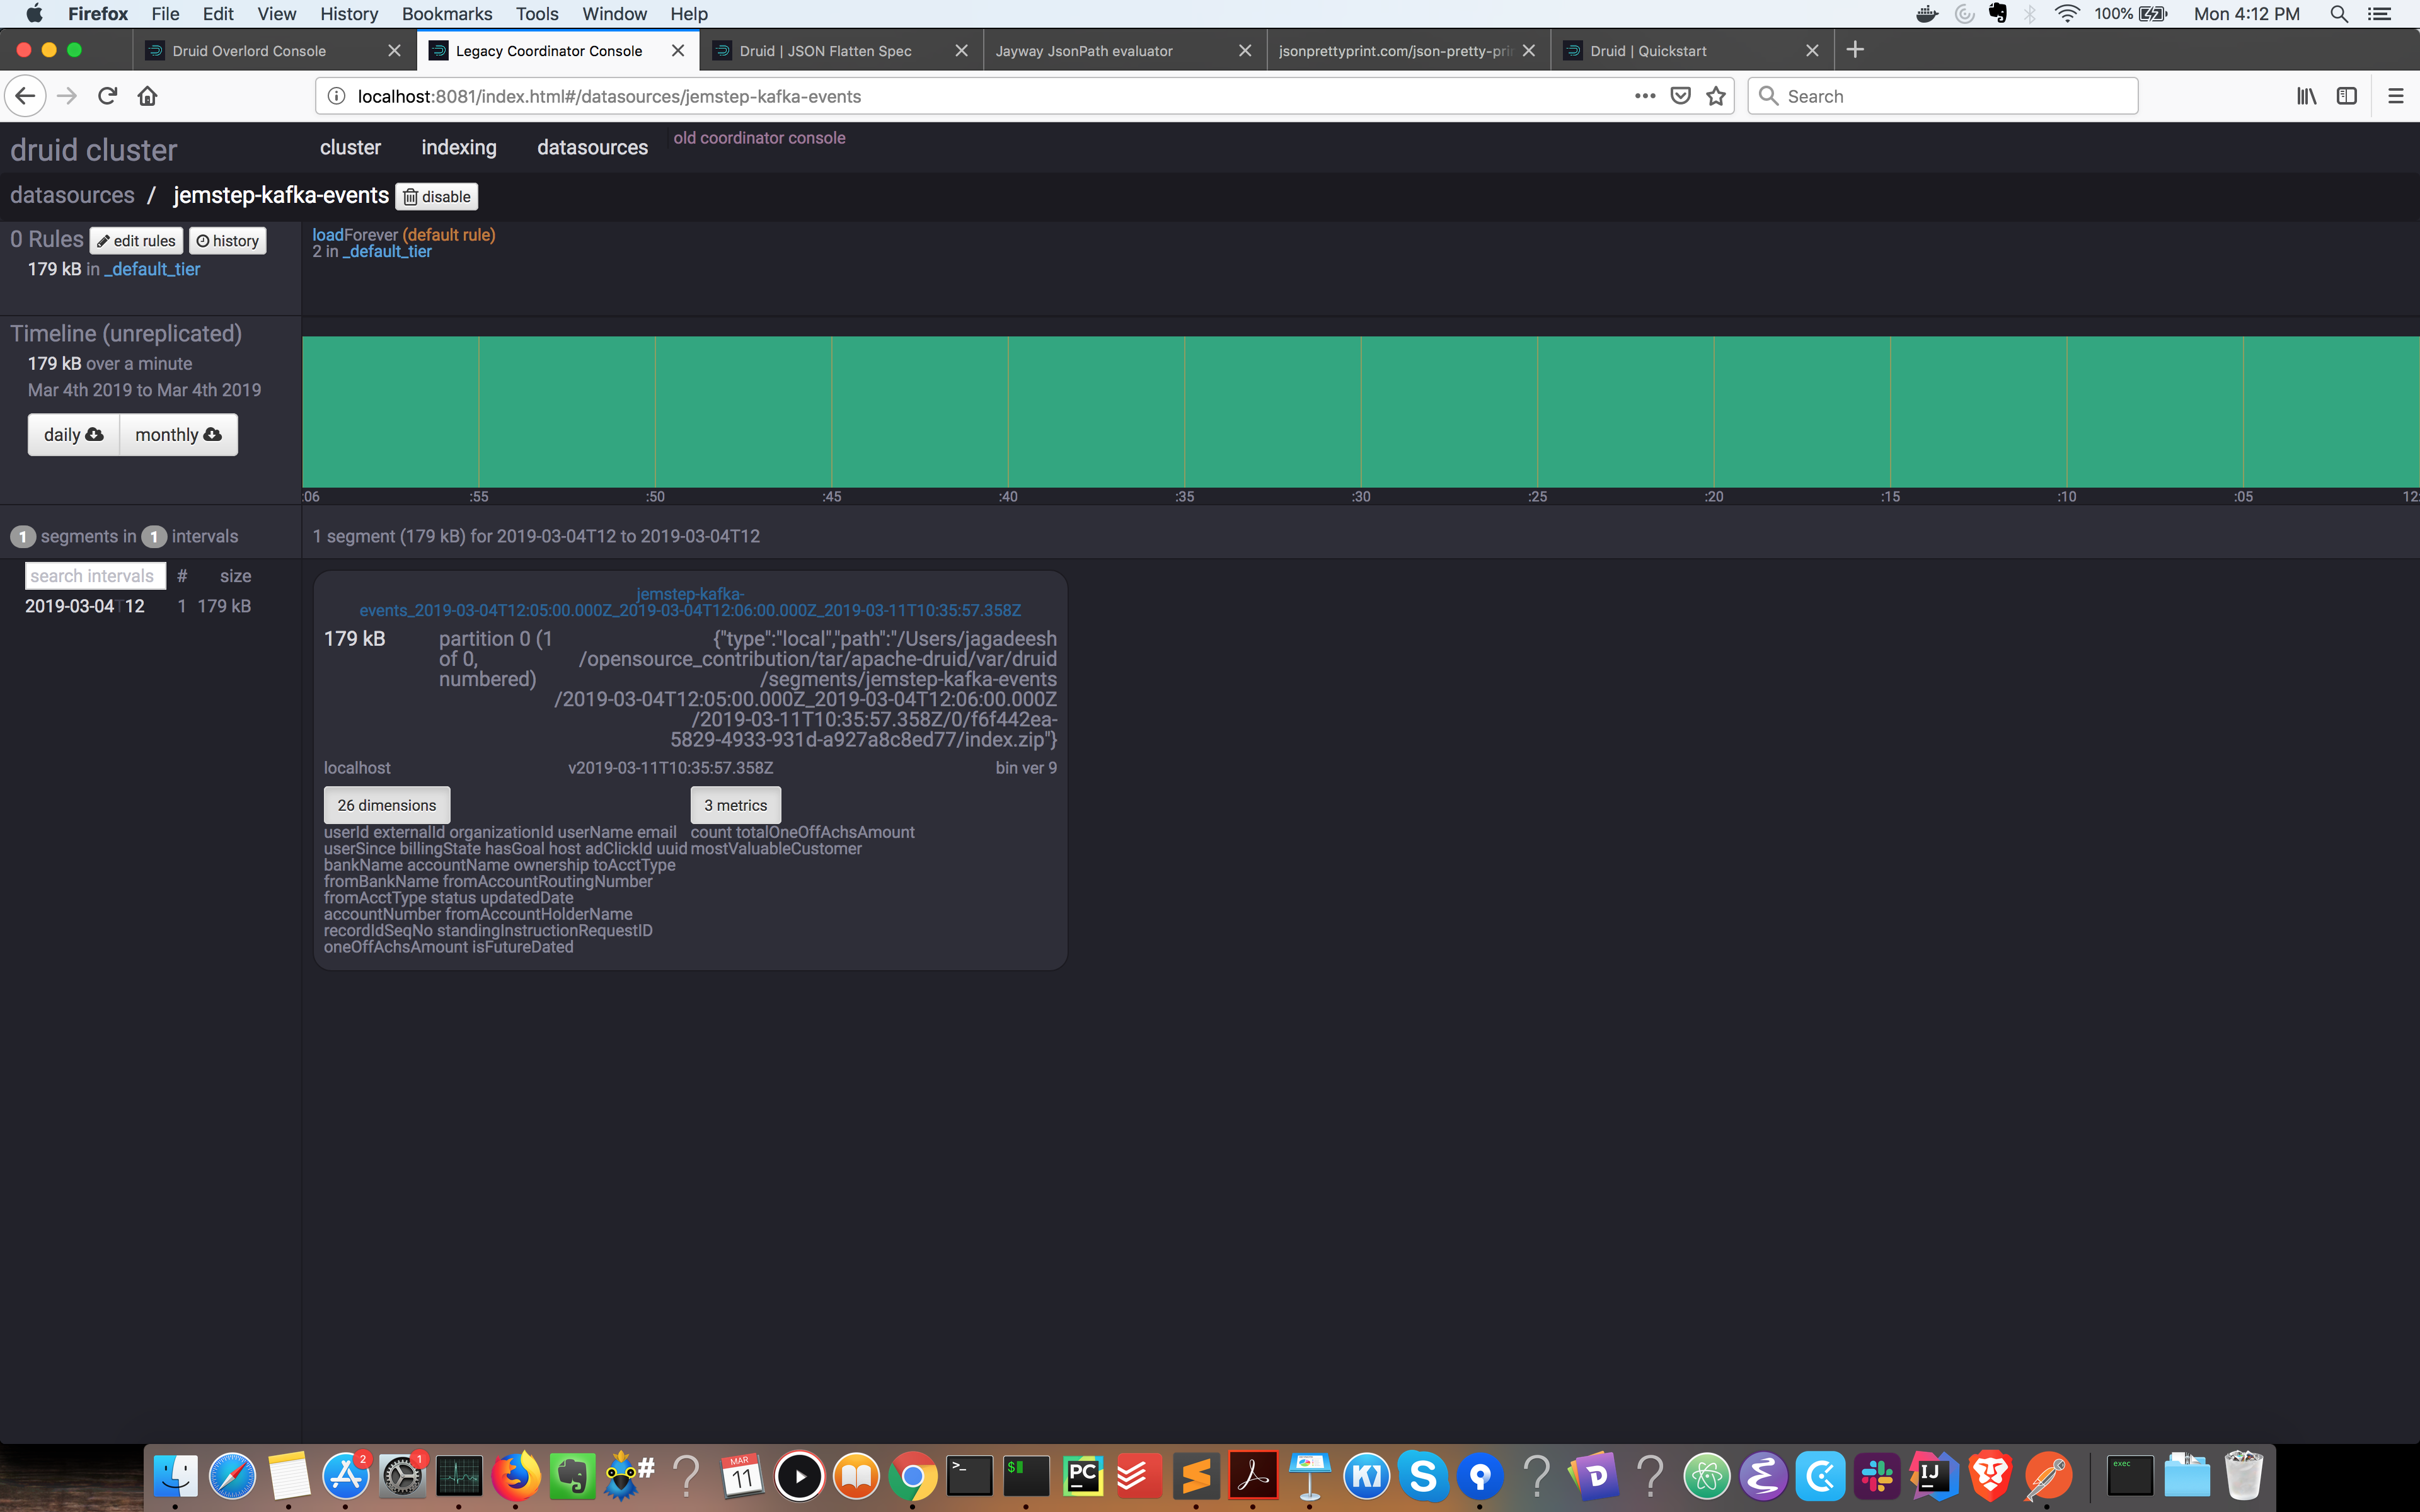 Firefox File Edit View History Bookmarks Tools Window Help 100% Mon 4:12 PM
Druid Overlord Console Legacy Coordinator Console Druid | JSON Flatten Spec Jayway JsonPath evaluator jsonprettyprint.com/json-pretty-pri Druid | Quickstart
localhost:8081/index.html#/datasources/jemstep-kafka-events Search
druid cluster cluster indexing datasources old coordinator console
datasources / jemstep-kafka-events disable
0 Rules edit rules history
179 kB in _default_tier
loadForever (default rule)
2 in _default_tier
Timeline (unreplicated)
179 kB over a minute
Mar 4th 2019 to Mar 4th 2019
daily monthly
:06 :55 :50 :45 :40 :35 :30 :25 :20 :15 :10 :05 12:
1 segments in 1 intervals
1 segment (179 kB) for 2019-03-04T12 to 2019-03-04T12
search intervals # size
2019-03-04T12 1 179 kB
jemstep-kafka-
events_2019-03-04T12:05:00.000Z_2019-03-04T12:06:00.000Z_2019-03-11T10:35:57.358Z
179 kB
partition 0 (1
of 0,
numbered)
{"type":"local","path":"/Users/jagadeesh
/opensource_contribution/tar/apache-druid/var/druid
/segments/jemstep-kafka-events
/2019-03-04T12:05:00.000Z_2019-03-04T12:06:00.000Z
/2019-03-11T10:35:57.358Z/0/f6f442ea-
5829-4933-931d-a927a8c8ed77/index.zip"}
localhost v2019-03-11T10:35:57.358Z bin ver 9
26 dimensions
userId externalId organizationId userName email
userSince billingState hasGoal host adClickId uuid
bankName accountName ownership toAcctType
fromBankName fromAccountRoutingNumber
fromAcctType status updatedDate
accountNumber fromAccountHolderName
recordIdSeqNo standingInstructionRequestID
oneOffAchsAmount isFutureDated
3 metrics
count totalOneOffAchsAmount
mostValuableCustomer
2 1 # MAR 11 PC IJ exec